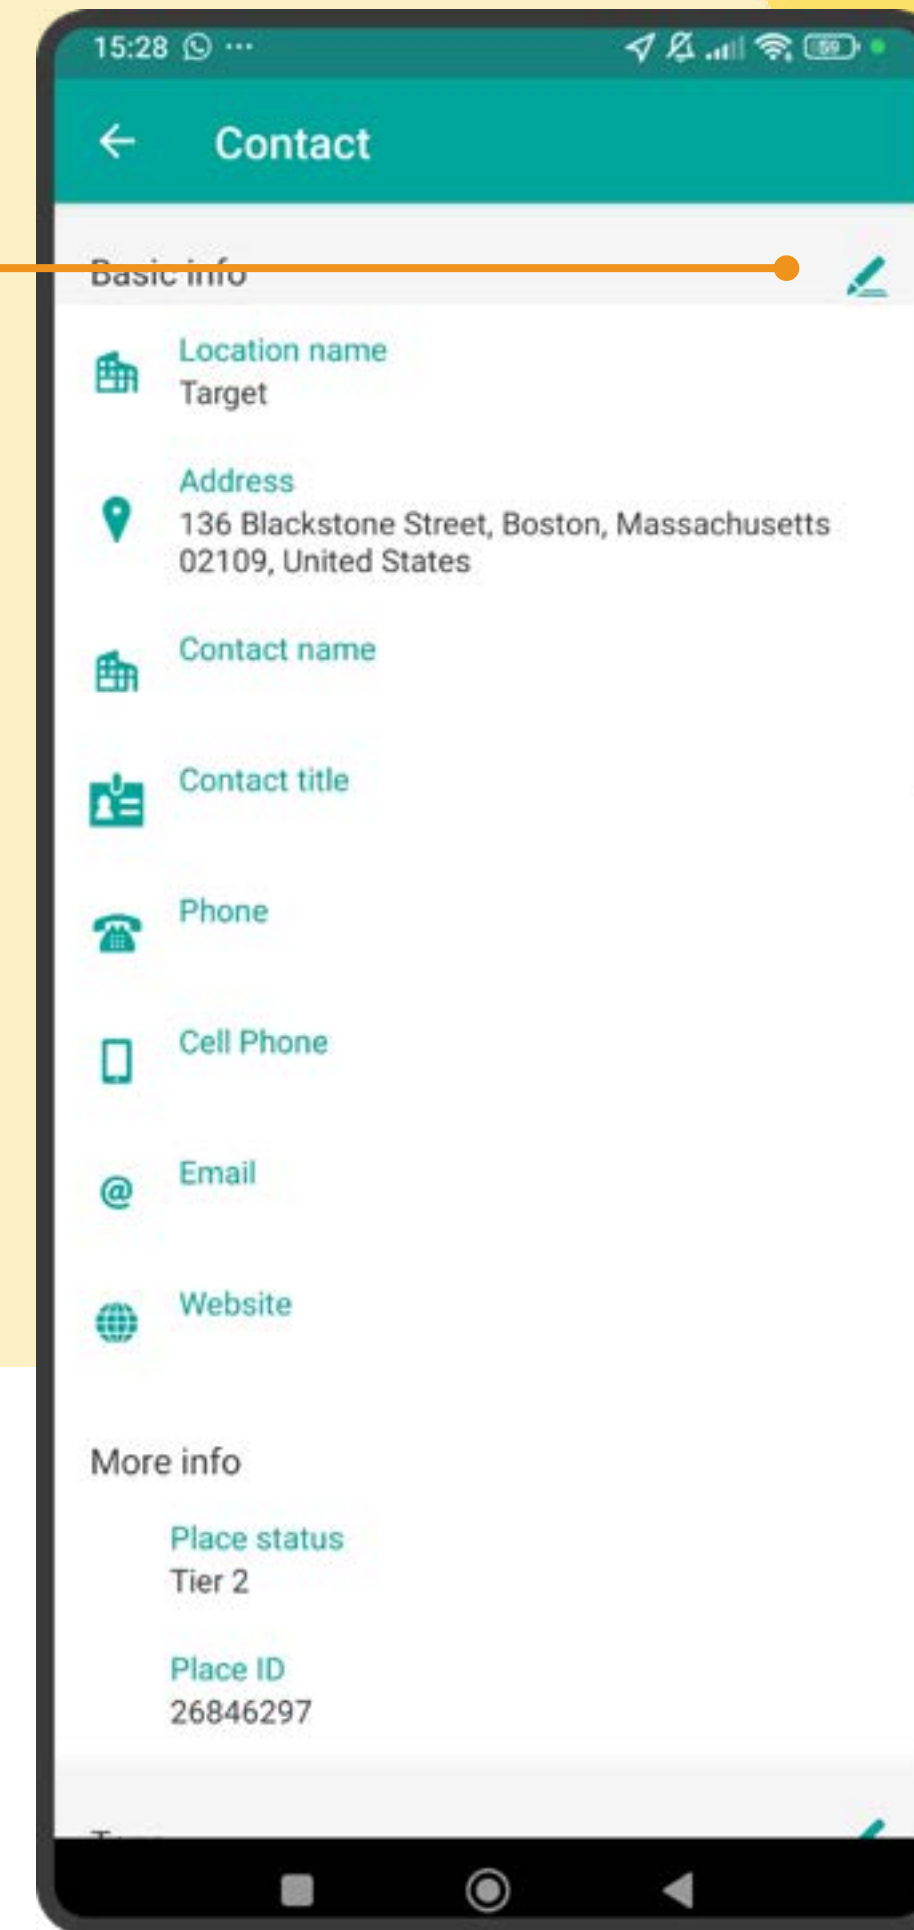 15:28
59
Contact
Basic info
Location name
Target
Address
136 Blackstone Street, Boston, Massachusetts
02109, United States
Contact name
Contact title
Phone
Cell Phone
@
Email
Website
More info
Place status
Tier 2
Place ID
26846297